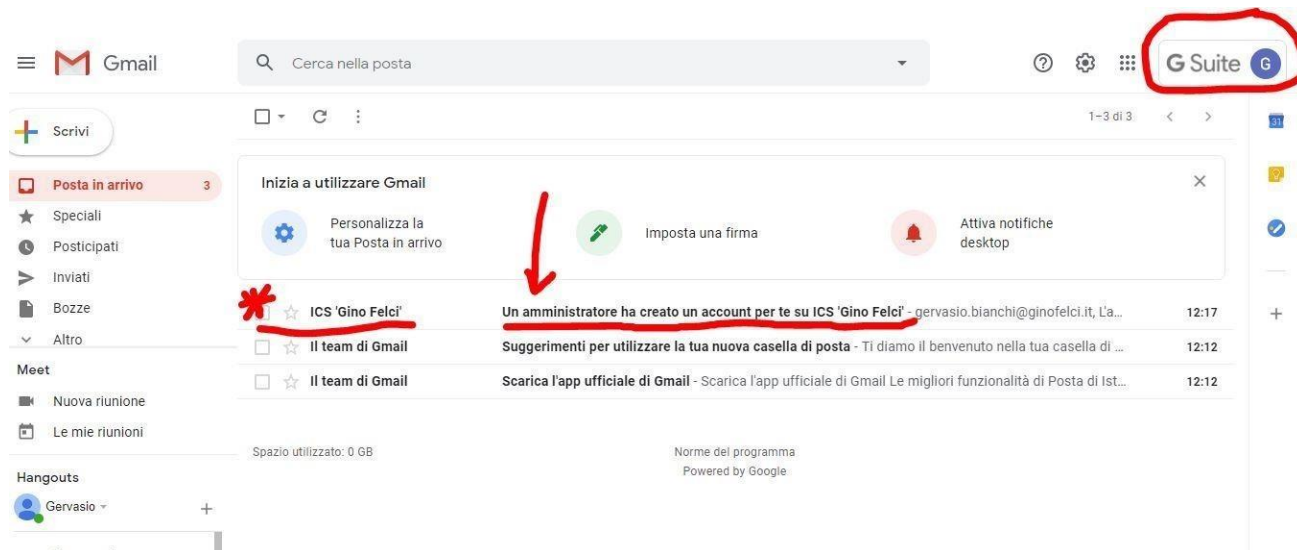 Gmail
Cerca nella posta
G Suite G
Scrivi
1–3 di 3
31
Posta in arrivo 3
Speciali
Posticipati
Inviati
Bozze
Altro
Inizia a utilizzare Gmail
Personalizza la
tua Posta in arrivo
Imposta una firma
Attiva notifiche
desktop
ICS 'Gino Felci' Un amministratore ha creato un account per te su ICS 'Gino Felci' - gervasio.bianchi@ginofelci.it, L'a... 12:17
Il team di Gmail Suggerimenti per utilizzare la tua nuova casella di posta - Ti diamo il benvenuto nella tua casella di ... 12:12
Il team di Gmail Scarica l'app ufficiale di Gmail - Scarica l'app ufficiale di Gmail Le migliori funzionalità di Posta di Ist... 12:12
Meet
Nuova riunione
Le mie riunioni
Hangouts
Gervasio
Spazio utilizzato: 0 GB
Norme del programma
Powered by Google